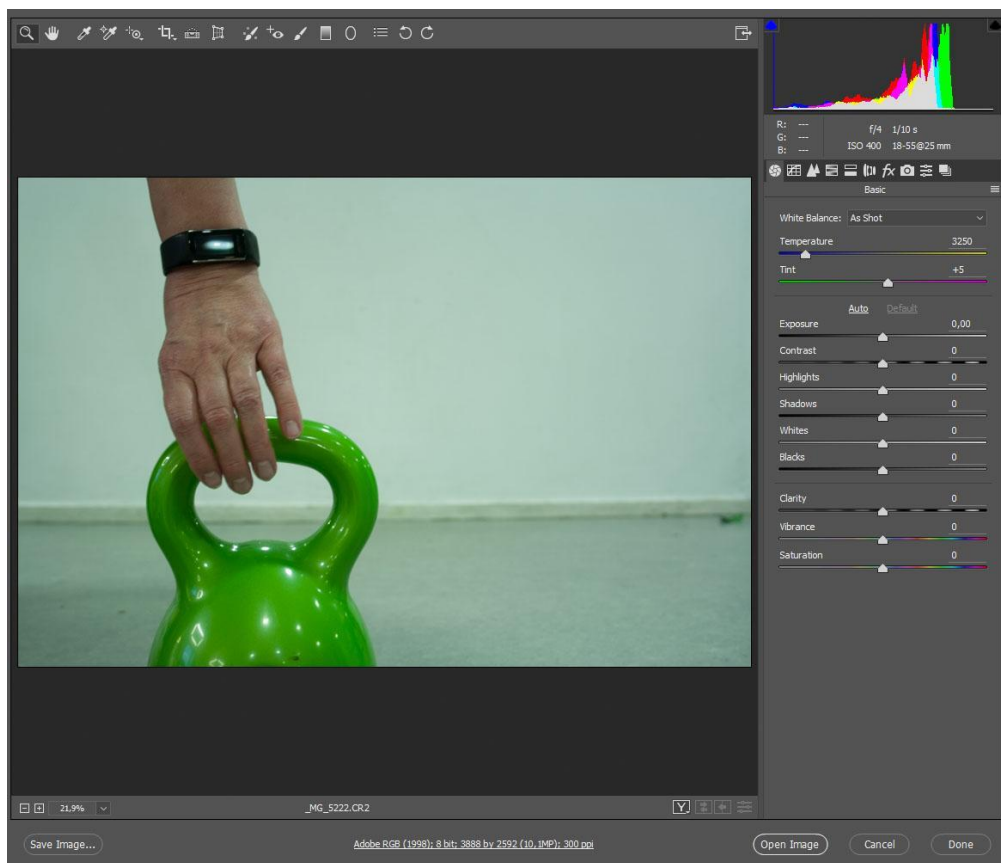 R: ---
G: ---
B: ---
f/4 1/10 s
ISO 400 18-55@25 mm
fx
Basic
White Balance: As Shot
Temperature 3250
Tint +5
Auto Default
Exposure 0,00
Contrast 0
Highlights 0
Shadows 0
Whites 0
Blacks 0
Clarity 0
Vibrance 0
Saturation 0
21,9% _MG_5222.CR2 Y
Save Image... Adobe RGB (1998); 8 bit; 3888 by 2592 (10,1MP); 300 ppi Open Image Cancel Done